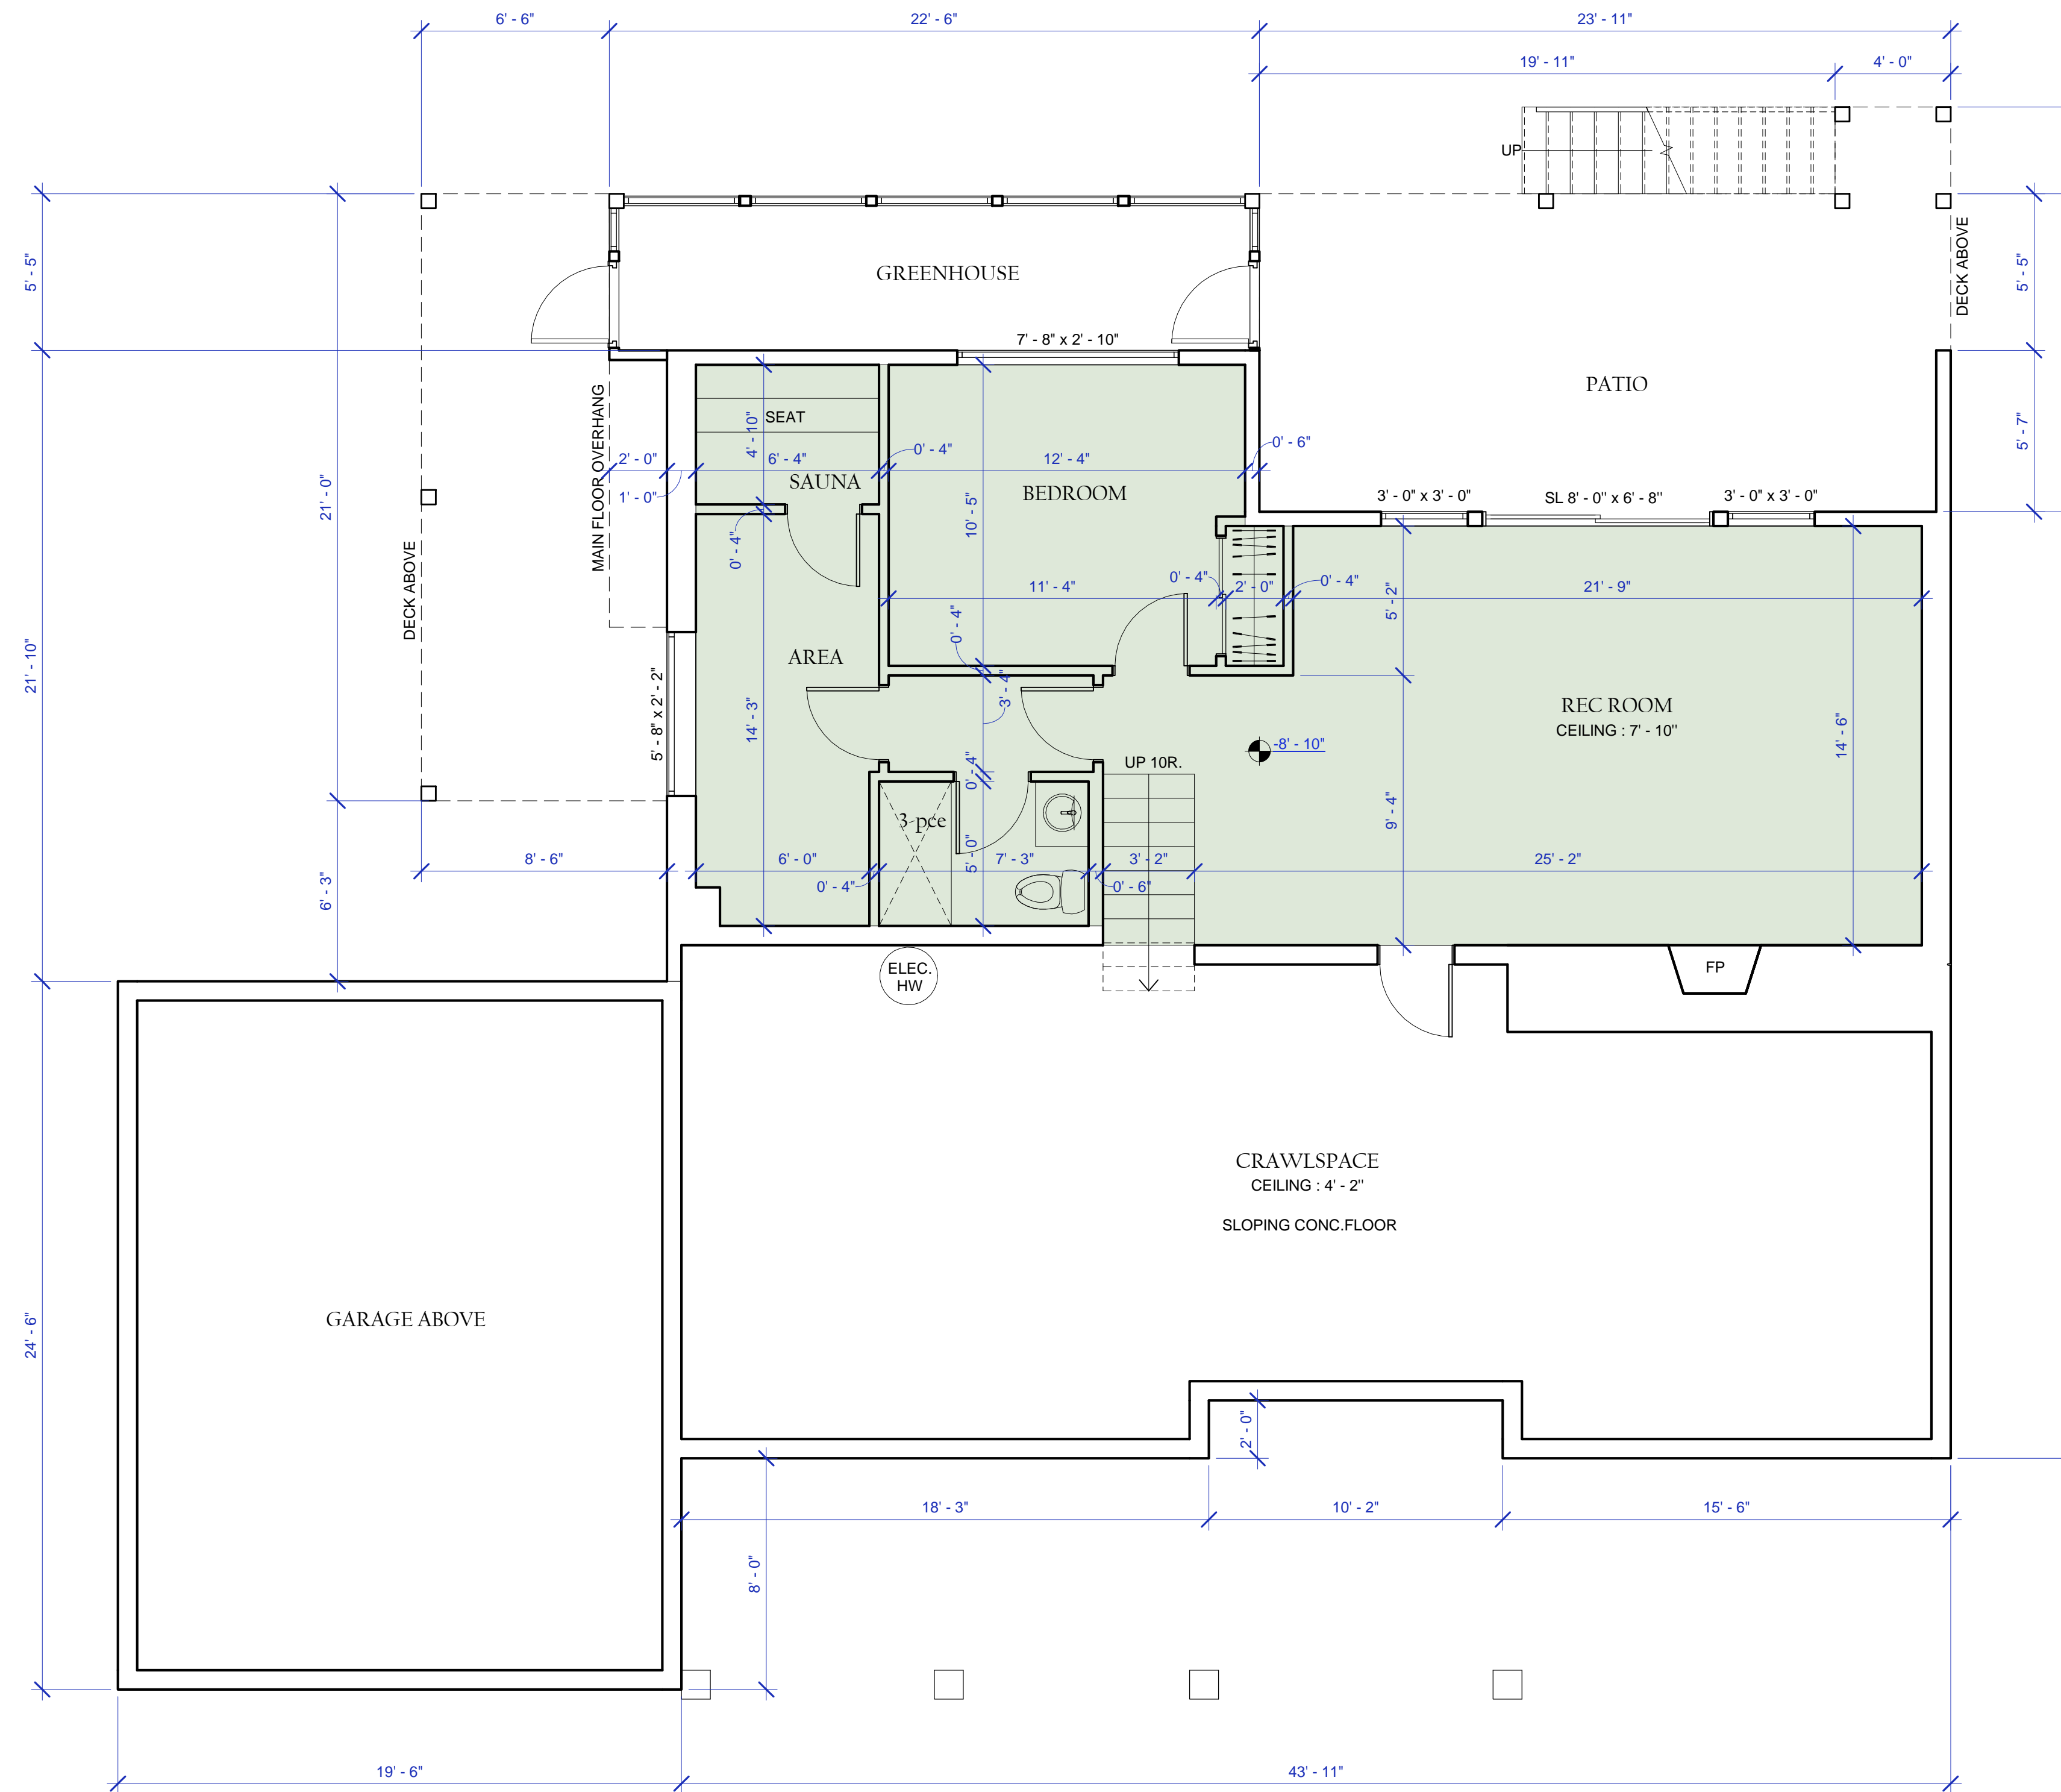 6' - 6"
22' - 6"
23' - 11"
19' - 11"
4' - 0"
UP
5' - 5"
GREENHOUSE
DECK ABOVE
5' - 5"
7' - 8" x 2' - 10"
PATIO
MAIN FLOOR OVERHANG
SEAT
4' - 10"
0' - 4"
0' - 6"
5' - 7"
2' - 0"
6' - 4"
12' - 4"
1' - 0"
SAUNA
BEDROOM
21' - 0"
3' - 0" x 3' - 0"
SL 8' - 0" x 6' - 8"
3' - 0" x 3' - 0"
10' - 5"
0' - 4"
DECK ABOVE
11' - 4"
0' - 4"
2' - 0"
0' - 4"
21' - 9"
5' - 2"
0' - 4"
21' - 10"
AREA
5' - 8" x 2' - 2"
14' - 3"
3' - 4"
REC ROOM
CEILING : 7' - 10"
14' - 6"
-8' - 10"
UP 10R.
0' - 4"
3-pce
9' - 4"
8' - 6"
6' - 0"
0' - 4"
5' - 0"
7' - 3"
0' - 6"
3' - 2"
25' - 2"
6' - 3"
ELEC.
HW
FP
CRAWLSPACE
CEILING : 4' - 2"
SLOPING CONC.FLOOR
GARAGE ABOVE
24' - 6"
2' - 0"
18' - 3"
10' - 2"
15' - 6"
8' - 0"
19' - 6"
43' - 11"